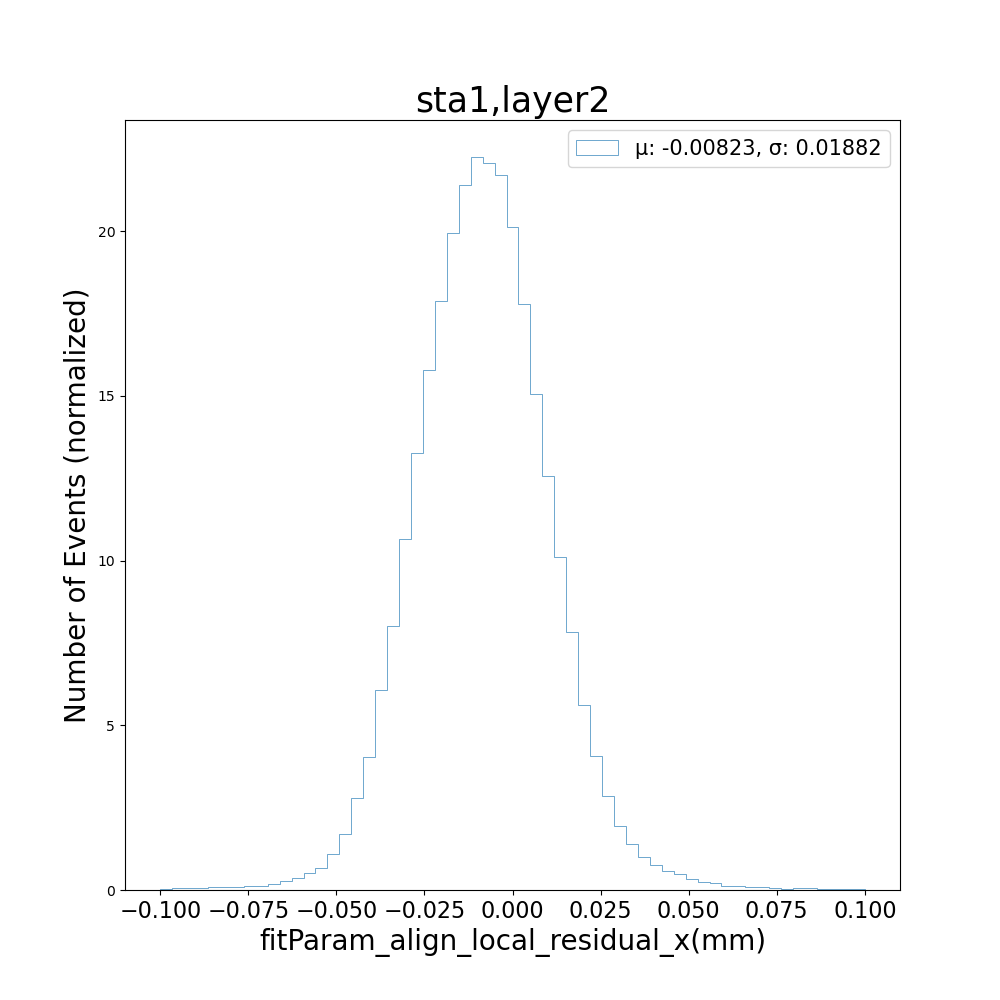 sta1,layer2
μ: -0.00823, σ: 0.01882
Number of Events (normalized)
20
15
10
5
0
−0.100 −0.075 −0.050 −0.025 0.000 0.025 0.050 0.075 0.100
fitParam_align_local_residual_x(mm)